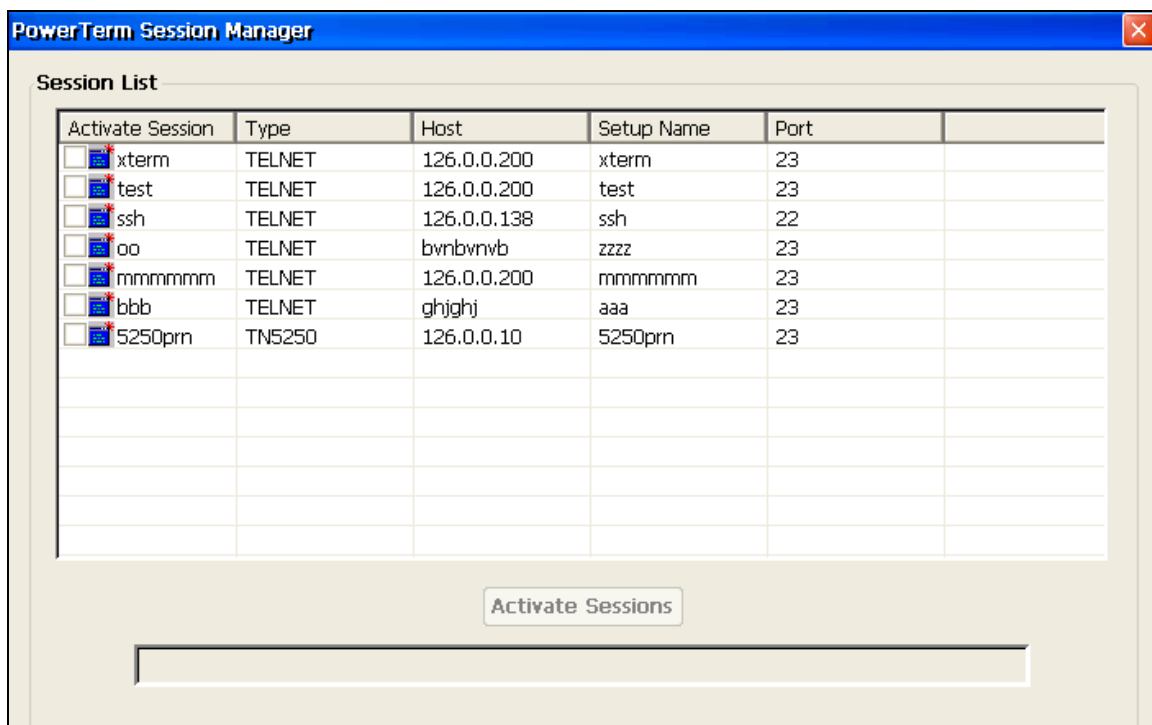 PowerTerm Session Manager
Session List
Activate Session Type Host Setup Name Port
xterm TELNET 126.0.0.200 xterm 23
test TELNET 126.0.0.200 test 23
ssh TELNET 126.0.0.138 ssh 22
oo TELNET bvnbvnvb zzzz 23
mmmmmm TELNET 126.0.0.200 mmmmmm 23
bbb TELNET ghjghj aaa 23
5250prn TN5250 126.0.0.10 5250prn 23
Activate Sessions